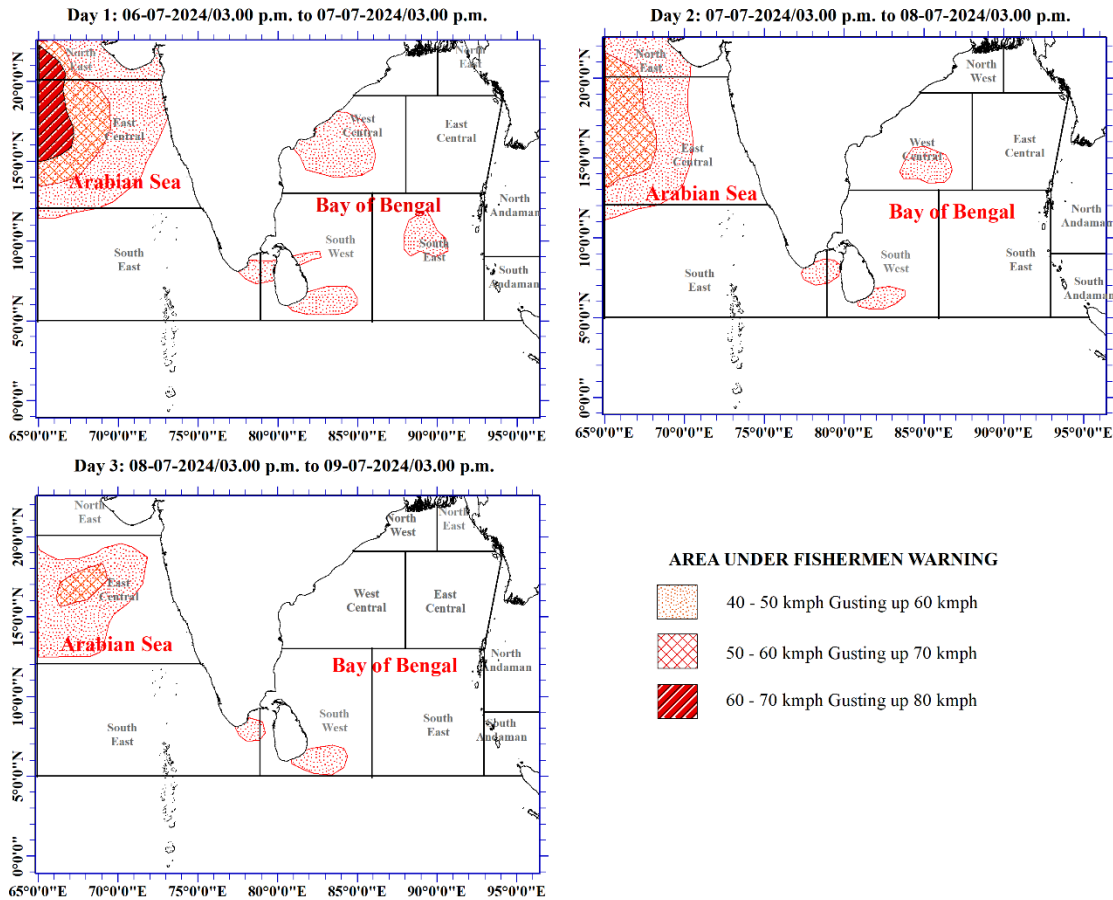 Day 1: 06-07-2024/03.00 p.m. to 07-07-2024/03.00 p.m.
North
East
North
East
20°0'0"N
East
Central
West
Central
East
Central
15°0'0"N
Arabian Sea
Bay of Bengal
North
Andaman
10°0'0"N
South
East
South
West
South
East
South
Andaman
5°0'0"N
0°0'0"
65°0'0"E 70°0'0"E 75°0'0"E 80°0'0"E 85°0'0"E 90°0'0"E 95°0'0"E
Day 2: 07-07-2024/03.00 p.m. to 08-07-2024/03.00 p.m.
North
East
North
West
20°0'0"N
East
Central
West
Central
East
Central
15°0'0"N
Arabian Sea
Bay of Bengal
North
Andaman
10°0'0"N
South
East
South
West
South
East
South
Andaman
5°0'0"N
0°0'0"
65°0'0"E 70°0'0"E 75°0'0"E 80°0'0"E 85°0'0"E 90°0'0"E 95°0'0"E
Day 3: 08-07-2024/03.00 p.m. to 09-07-2024/03.00 p.m.
North
East
North
West
North
East
20°0'0"N
East
Central
West
Central
East
Central
15°0'0"N
Arabian Sea
Bay of Bengal
North
Andaman
10°0'0"N
South
East
South
West
South
East
South
Andaman
5°0'0"N
0°0'0"
65°0'0"E 70°0'0"E 75°0'0"E 80°0'0"E 85°0'0"E 90°0'0"E 95°0'0"E
AREA UNDER FISHERMEN WARNING
40 - 50 kmph Gusting up 60 kmph
50 - 60 kmph Gusting up 70 kmph
60 - 70 kmph Gusting up 80 kmph